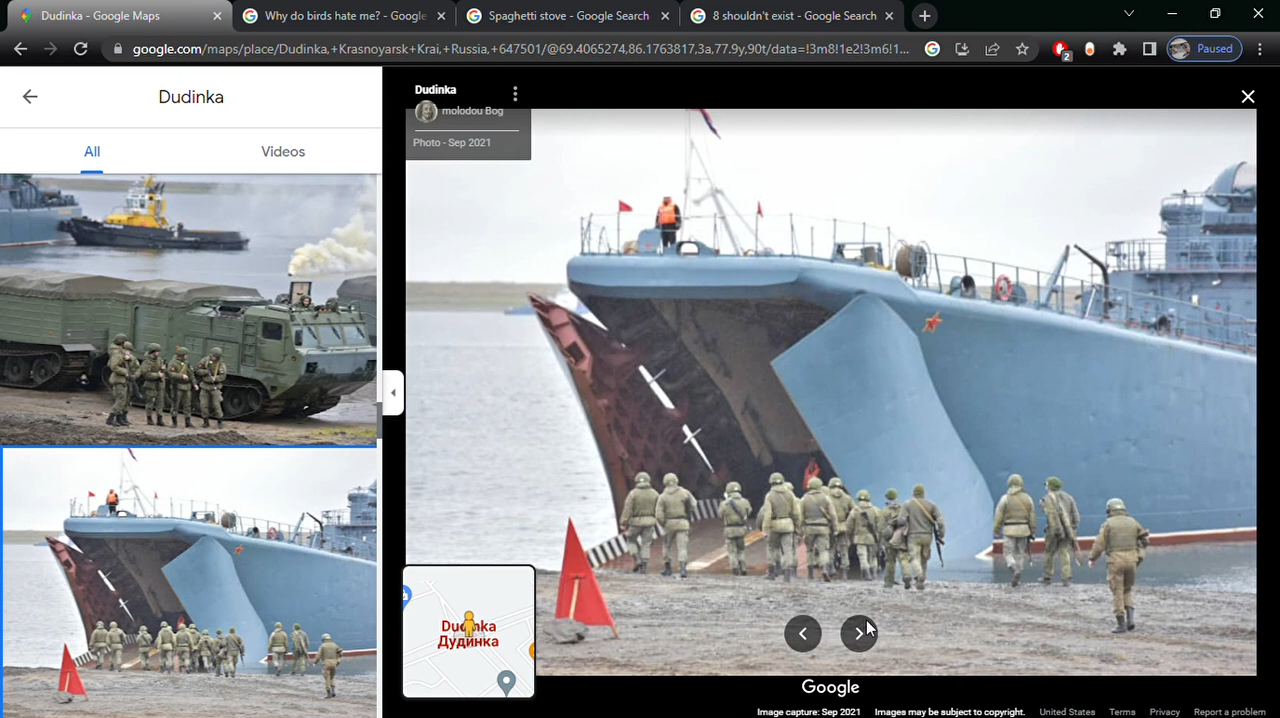 Dudinka - Google Maps
Why do birds hate me? - Google
Spaghetti stove - Google Search
8 shouldn't exist - Google Search
google.com/maps/place/Dudinka,+Krasnoyarsk+Krai,+Russia,+647501/@69.4065274,86.1763817,3a,77.9y,90t/data=!3m8!1e2!3m6!1...
2
Paused
Dudinka
All
Videos
Dudinka
molodou Bog
Photo - Sep 2021
Dudinka
Дудинка
Google
Image capture: Sep 2021 Images may be subject to copyright. United States Terms Privacy Report a problem